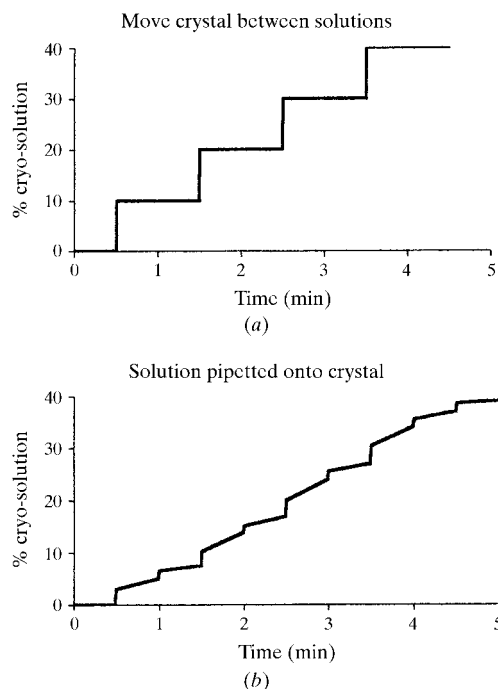 Move crystal between solutions
40
30
20
10
0
% cryo-solution
0 1 2 3 4 5
Time (min)
(a)
Solution pipetted onto crystal
40
30
20
10
0
% cryo-solution
0 1 2 3 4 5
Time (min)
(b)